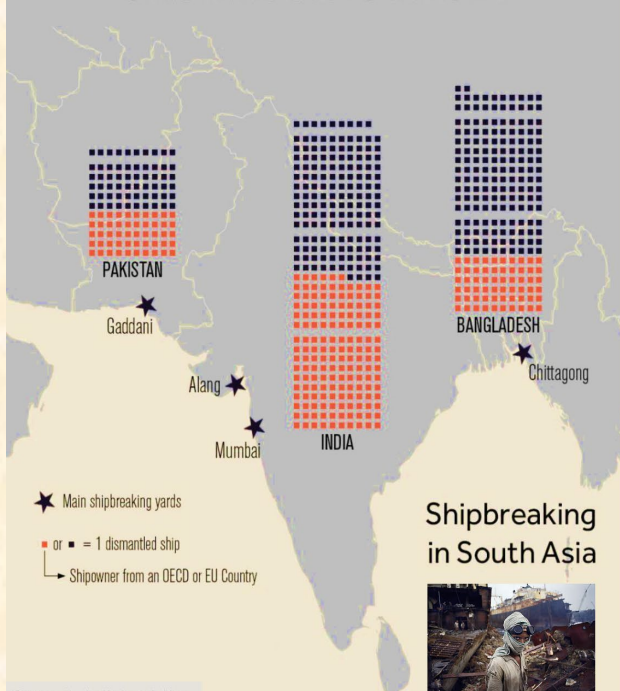 PAKISTAN
Gaddani
Alang
Mumbai
INDIA
BANGLADESH
Chittagong
Main shipbreaking yards
or = 1 dismantled ship
Shipowner from an OECD or EU Country
Shipbreaking
in South Asia